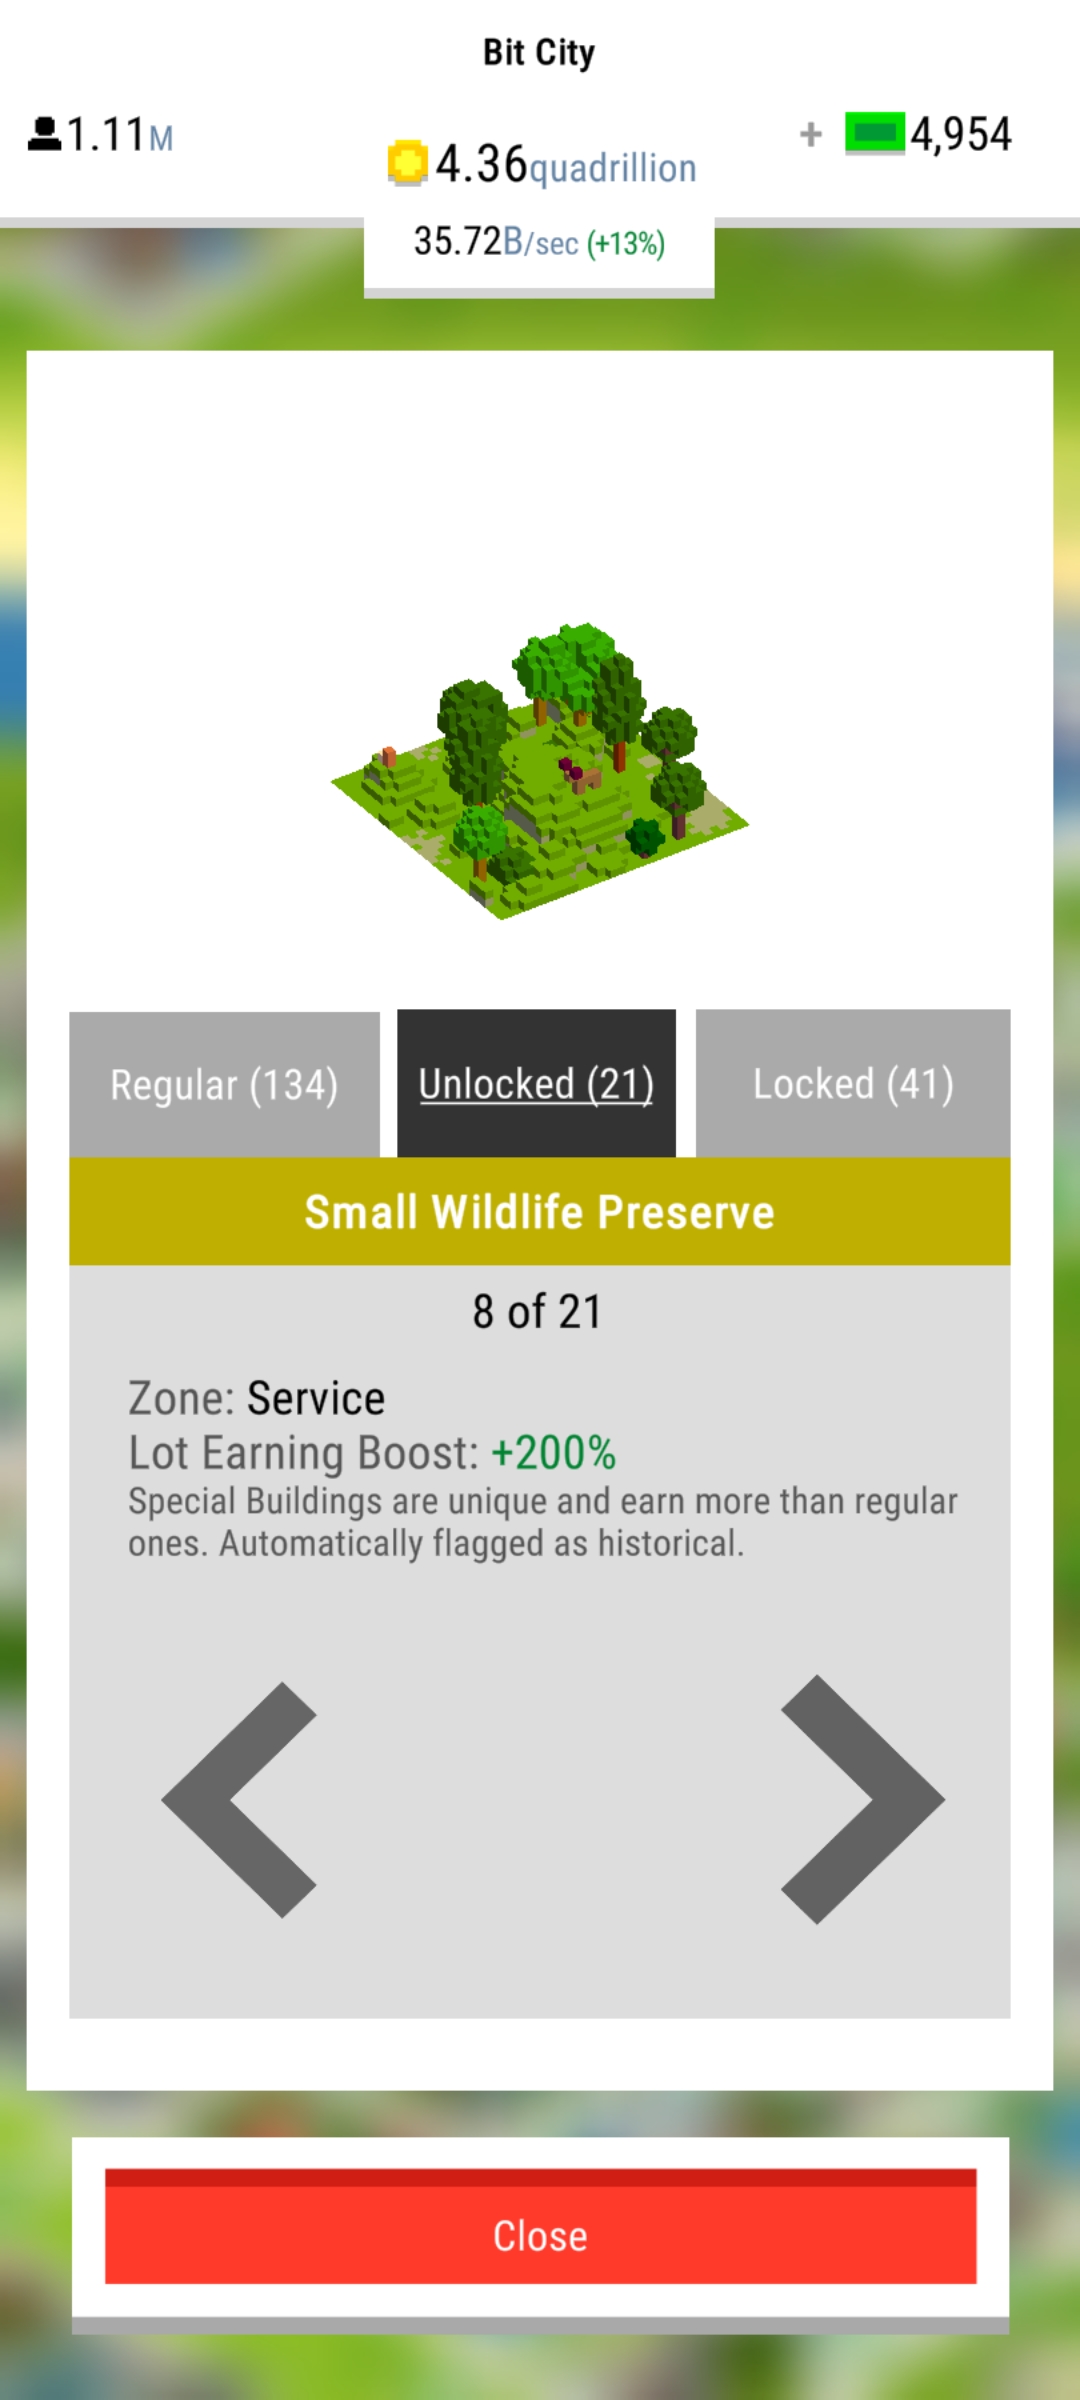 Bit City
1.11M
4.36quadrillion
+ 4,954
35.72B/sec (+13%)
Regular (134)
Unlocked (21)
Locked (41)
Small Wildlife Preserve
8 of 21
Zone: Service
Lot Earning Boost: +200%
Special Buildings are unique and earn more than regular
ones. Automatically flagged as historical.
Close